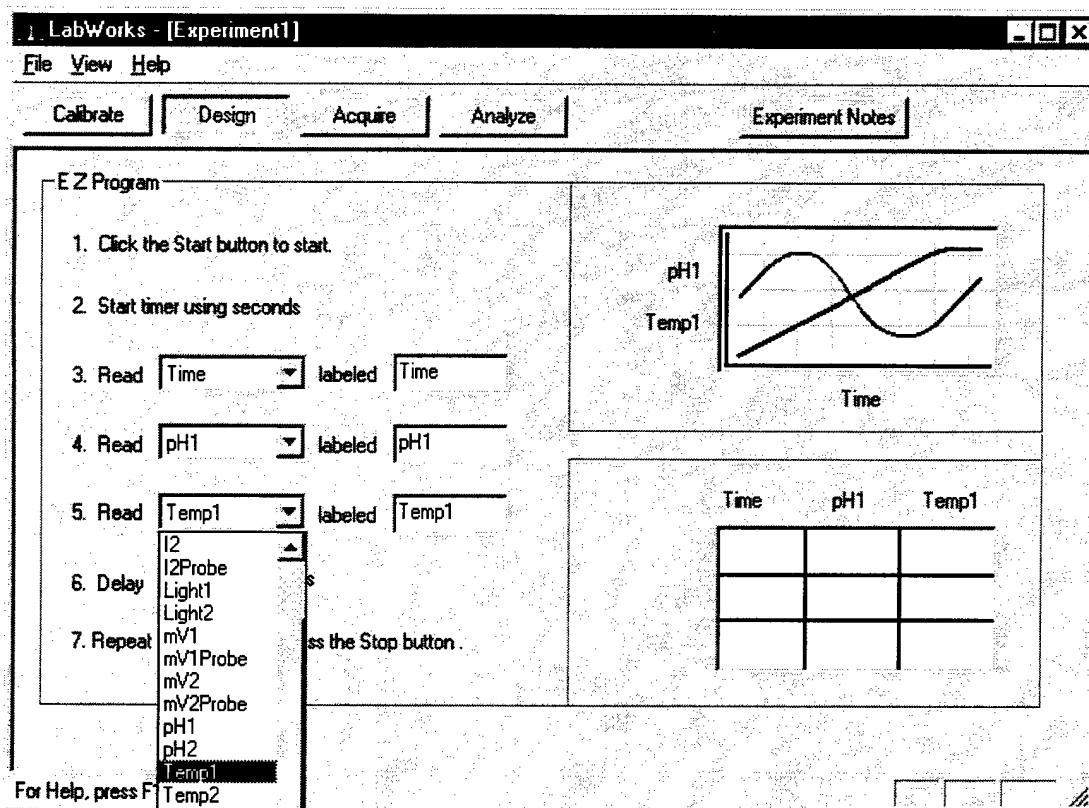 LabWorks - [Experiment1]
File View Help
Calibrate Design Acquire Analyze Experiment Notes
E Z Program
1. Click the Start button to start.
2. Start timer using seconds
3. Read Time labeled Time
4. Read pH1 labeled pH1
5. Read Temp1 labeled Temp1
I2
I2Probe
Light1
Light2
mV1
mV1Probe
mV2
mV2Probe
pH1
pH2
Temp1
Temp2
6. Delay s
7. Repeat ss the Stop button .
pH1
Temp1
Time
Time pH1 Temp1
For Help, press F